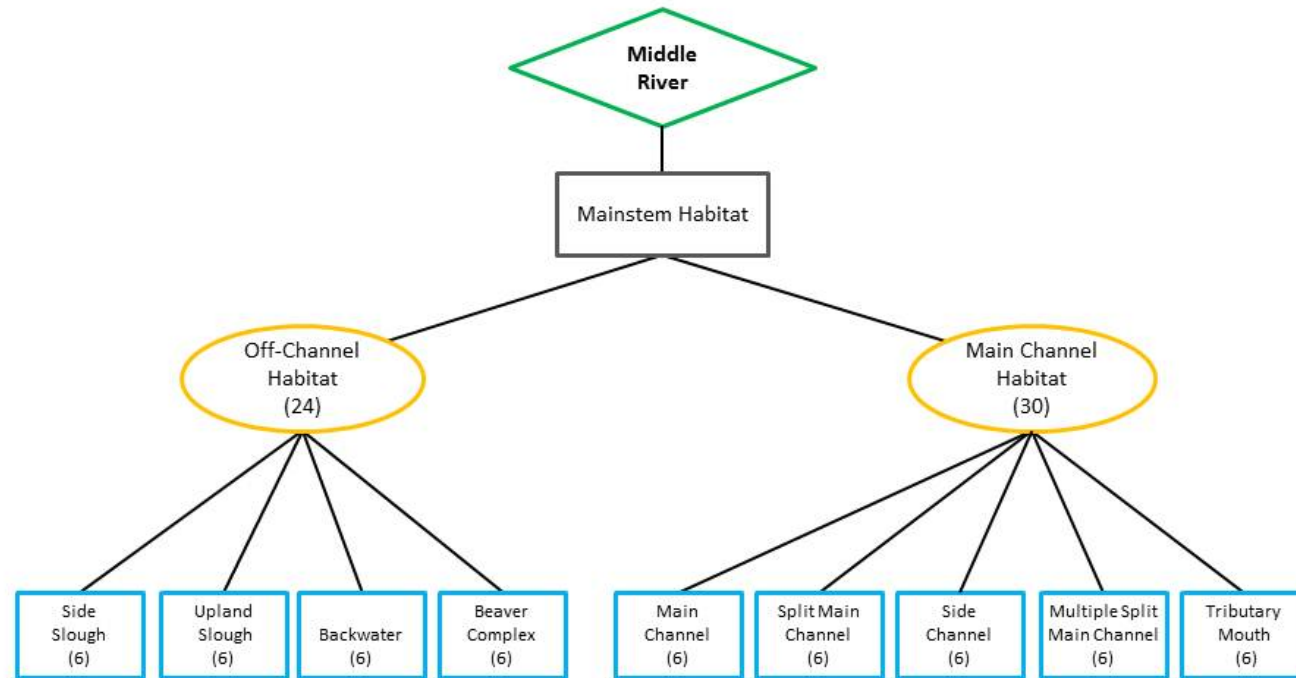 Middle
River
Mainstem Habitat
Off-Channel
Habitat
(24)
Main Channel
Habitat
(30)
Side
Slough
(6)
Upland
Slough
(6)
Backwater
(6)
Beaver
Complex
(6)
Main
Channel
(6)
Split Main
Channel
(6)
Side
Channel
(6)
Multiple Split
Main Channel
(6)
Tributary
Mouth
(6)